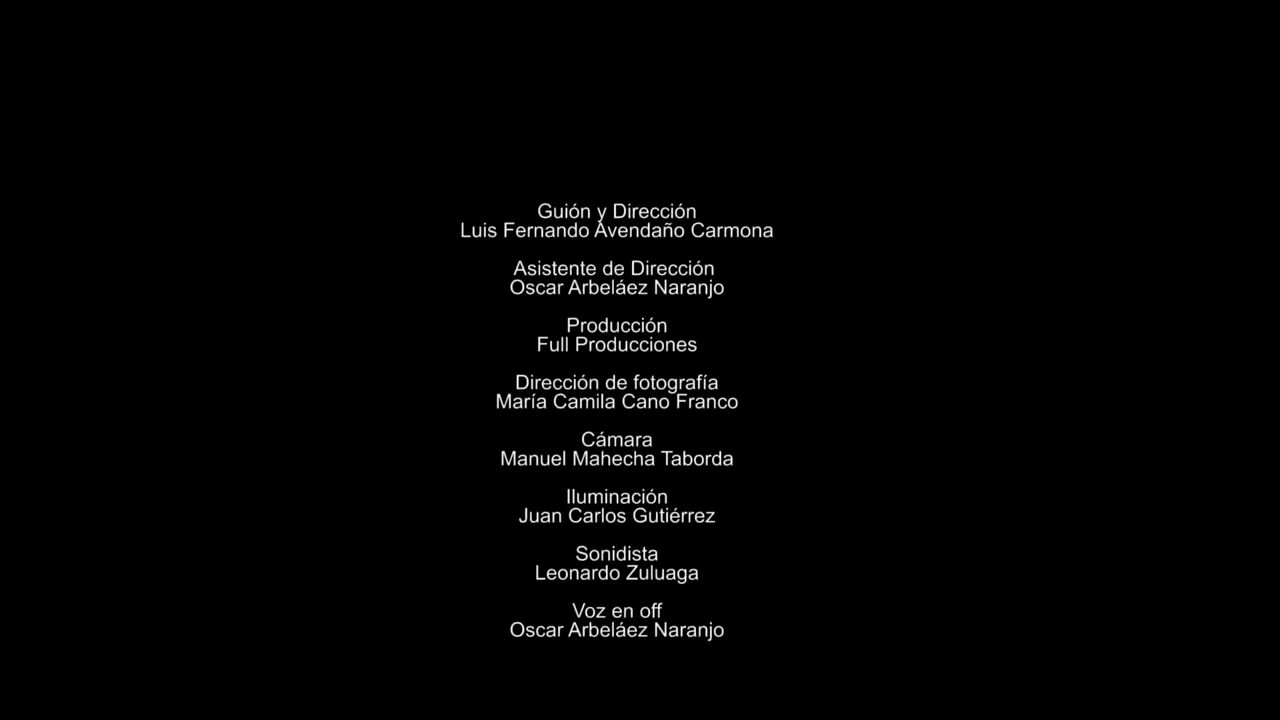 Guión y Dirección
Luis Fernando Avendaño Carmona
Asistente de Dirección
Oscar Arbeláez Naranjo
Producción
Full Producciones
Dirección de fotografía
María Camila Cano Franco
Cámara
Manuel Mahecha Taborda
Iluminación
Juan Carlos Gutiérrez
Sonidista
Leonardo Zuluaga
Voz en off
Oscar Arbeláez Naranjo